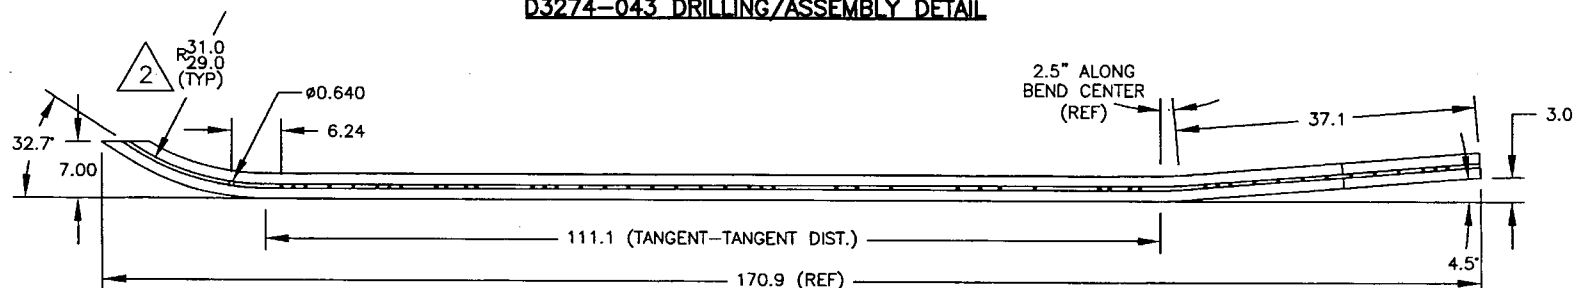 D3274-043 DRILLING/ASSEMBLY DETAIL
R31.0
29.0
(TYP)
2
ø0.640
6.24
32.7°
7.00
2.5" ALONG
BEND CENTER
(REF)
37.1
3.0
111.1 (TANGENT-TANGENT DIST.)
4.5°
170.9 (REF)